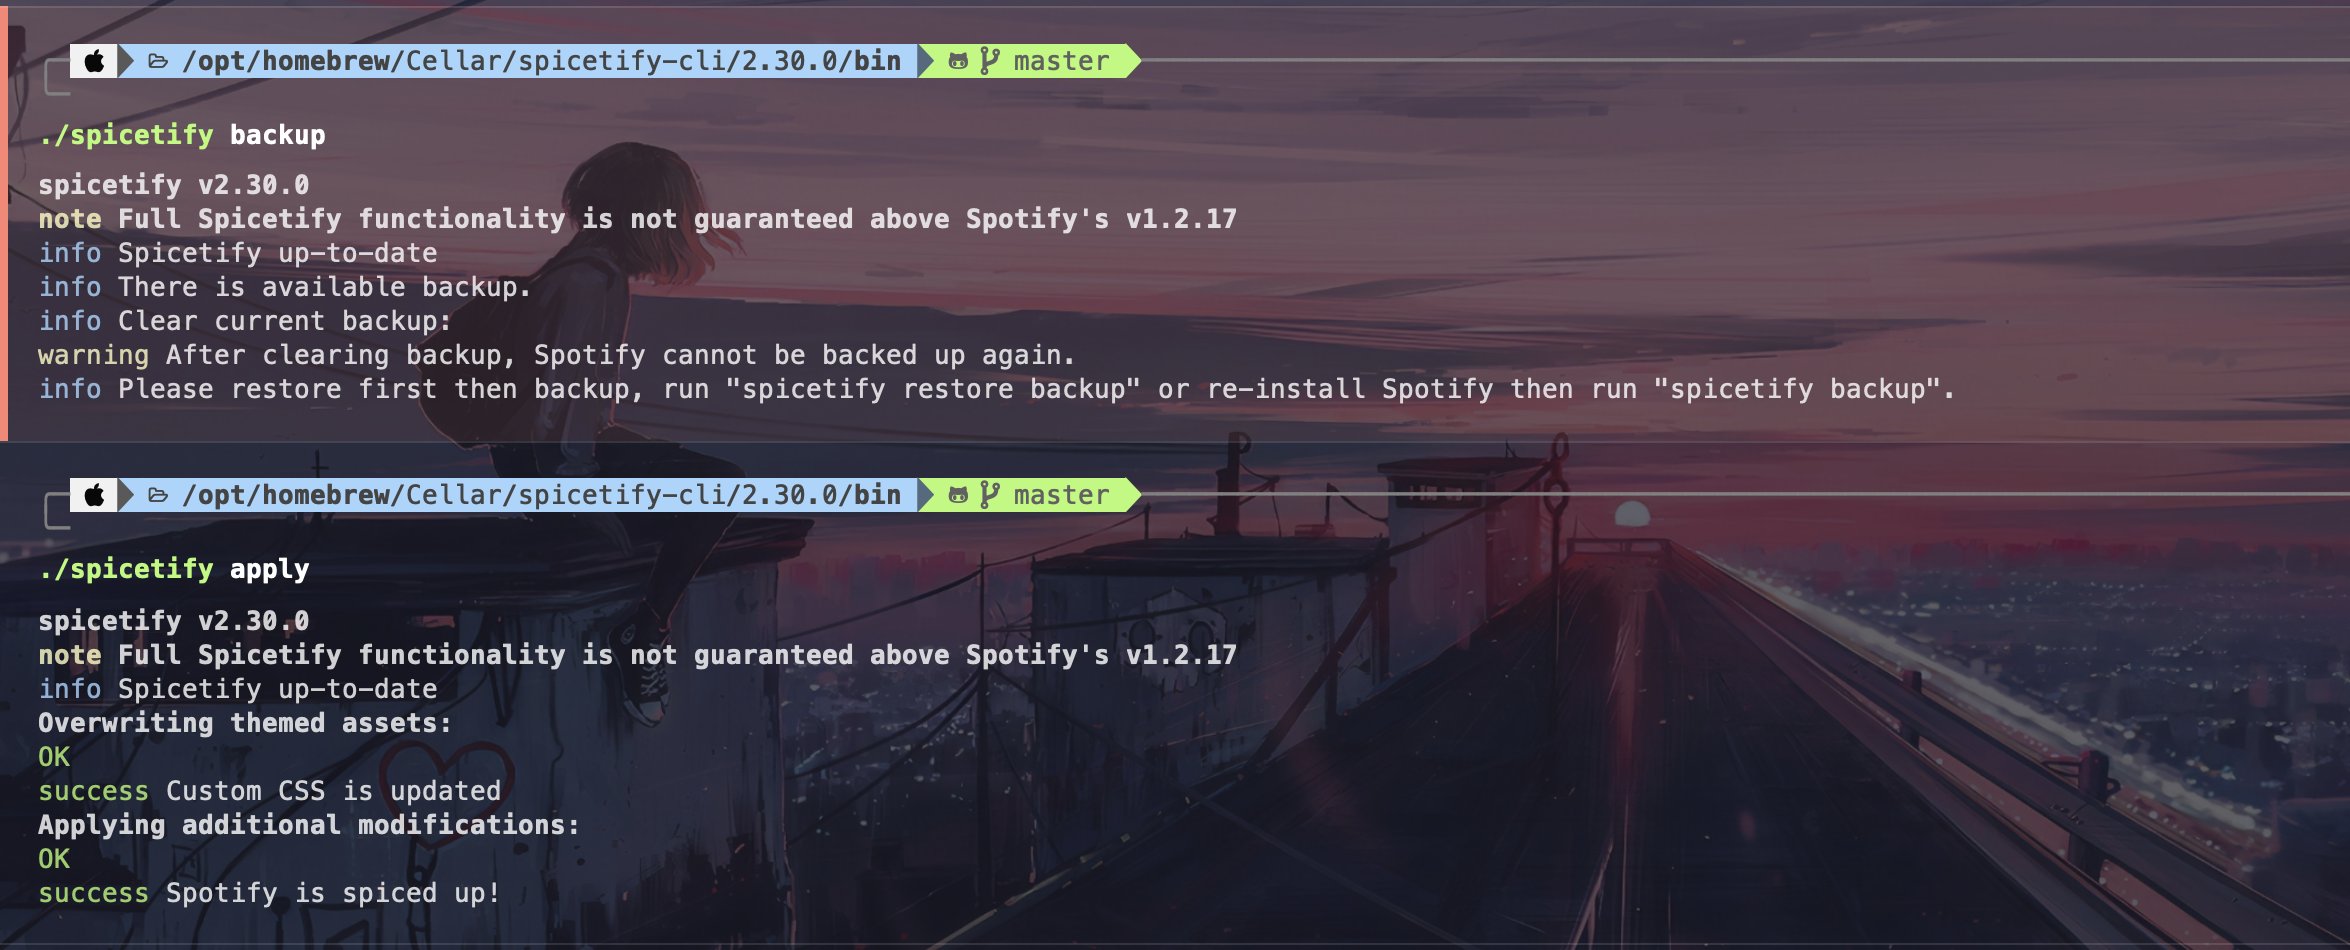 /opt/homebrew/Cellar/spicetify-cli/2.30.0/bin master
./spicetify backup
spicetify v2.30.0
note Full Spicetify functionality is not guaranteed above Spotify's v1.2.17
info Spicetify up-to-date
info There is available backup.
info Clear current backup:
warning After clearing backup, Spotify cannot be backed up again.
info Please restore first then backup, run "spicetify restore backup" or re-install Spotify then run "spicetify backup".
/opt/homebrew/Cellar/spicetify-cli/2.30.0/bin master
./spicetify apply
spicetify v2.30.0
note Full Spicetify functionality is not guaranteed above Spotify's v1.2.17
info Spicetify up-to-date
Overwriting themed assets:
OK
success Custom CSS is updated
Applying additional modifications:
OK
success Spotify is spiced up!